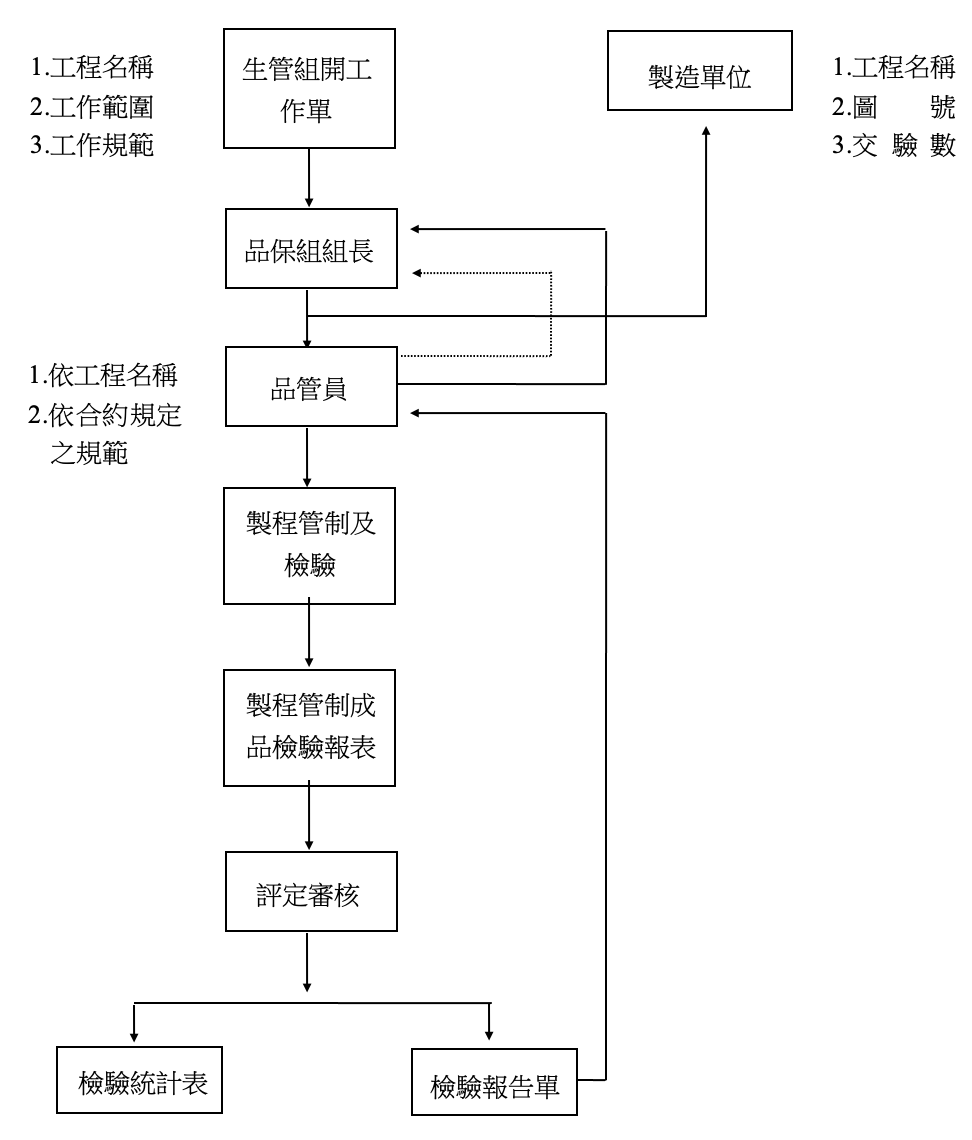 1.工程名稱
2.工作範圍
3.工作規範
生管組開工
作單
製造單位
1.工程名稱
2.圖 號
3.交驗數
品保組組長
1.依工程名稱
2.依合約規定
之規範
品管員
製程管制及
檢驗
製程管制成
品檢驗報表
評定審核
檢驗統計表
檢驗報告單